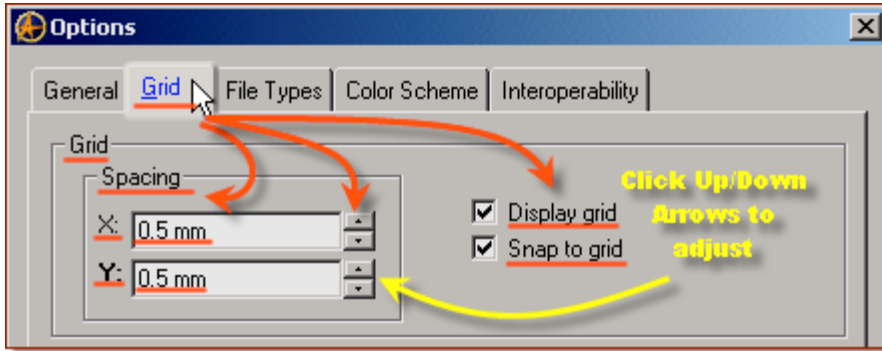 Options
General Grid File Types Color Scheme Interoperability
Grid
Spacing
X: 0.5 mm
Y: 0.5 mm
Display grid
Snap to grid
Click Up/Down
Arrows to
adjust